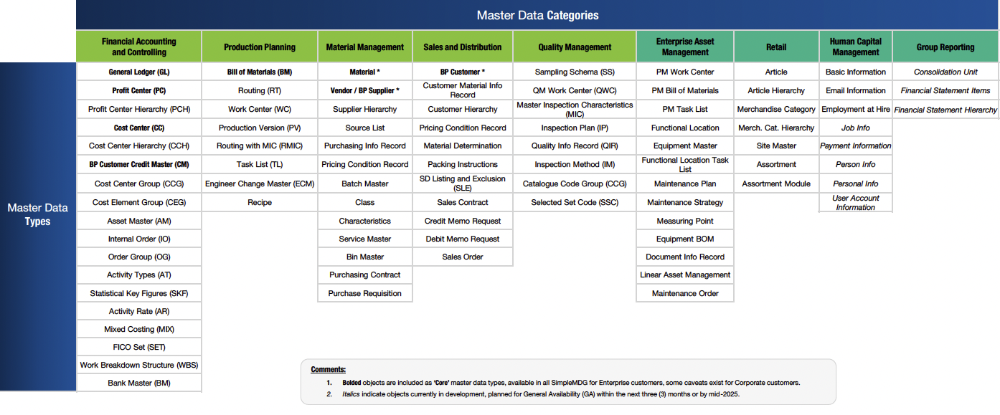 Master Data Categories
Financial Accounting
and Controlling
Production Planning
Material Management
Sales and Distribution
Quality Management
Enterprise Asset
Management
Retail
Human Capital
Management
Group Reporting
Master Data
Types
General Ledger (GL)
Profit Center (PC)
Profit Center Hierarchy (PCH)
Cost Center (CC)
Cost Center Hierarchy (CCH)
BP Customer Credit Master (CM)
Cost Center Group (CCG)
Cost Element Group (CEG)
Asset Master (AM)
Internal Order (IO)
Order Group (OG)
Activity Types (AT)
Statistical Key Figures (SKF)
Activity Rate (AR)
Mixed Costing (MIX)
FICO Set (SET)
Work Breakdown Structure (WBS)
Bank Master (BM)
Bill of Materials (BM)
Routing (RT)
Work Center (WC)
Production Version (PV)
Routing with MIC (RMIC)
Task List (TL)
Engineer Change Master (ECM)
Recipe
Material *
Vendor / BP Supplier *
Supplier Hierarchy
Source List
Purchasing Info Record
Pricing Condition Record
Batch Master
Class
Characteristics
Service Master
Bin Master
Purchasing Contract
Purchase Requisition
BP Customer *
Customer Material Info
Record
Customer Hierarchy
Pricing Condition Record
Material Determination
Packing Instructions
SD Listing and Exclusion
(SLE)
Sales Contract
Credit Memo Request
Debit Memo Request
Sales Order
Sampling Schema (SS)
QM Work Center (QWC)
Master Inspection Characteristics
(MIC)
Inspection Plan (IP)
Quality Info Record (QIR)
Inspection Method (IM)
Catalogue Code Group (CCG)
Selected Set Code (SSC)
PM Work Center
PM Bill of Materials
PM Task List
Functional Location
Equipment Master
Functional Location Task
List
Maintenance Plan
Maintenance Strategy
Measuring Point
Equipment BOM
Document Info Record
Linear Asset Management
Maintenance Order
Article
Article Hierarchy
Merchandise Category
Merch. Cat. Hierarchy
Site Master
Assortment
Assortment Module
Basic Information
Email Information
Employment at Hire
Job Info
Payment Information
Person Info
Personal Info
User Account
Information
Consolidation Unit
Financial Statement Items
Financial Statement Hierarchy
Comments:
1. Bolded objects are included as ‘Core’ master data types, available in all SimpleMDG for Enterprise customers, some caveats exist for Corporate customers.
2. Italics indicate objects currently in development, planned for General Availability (GA) within the next three (3) months or by mid-2025.